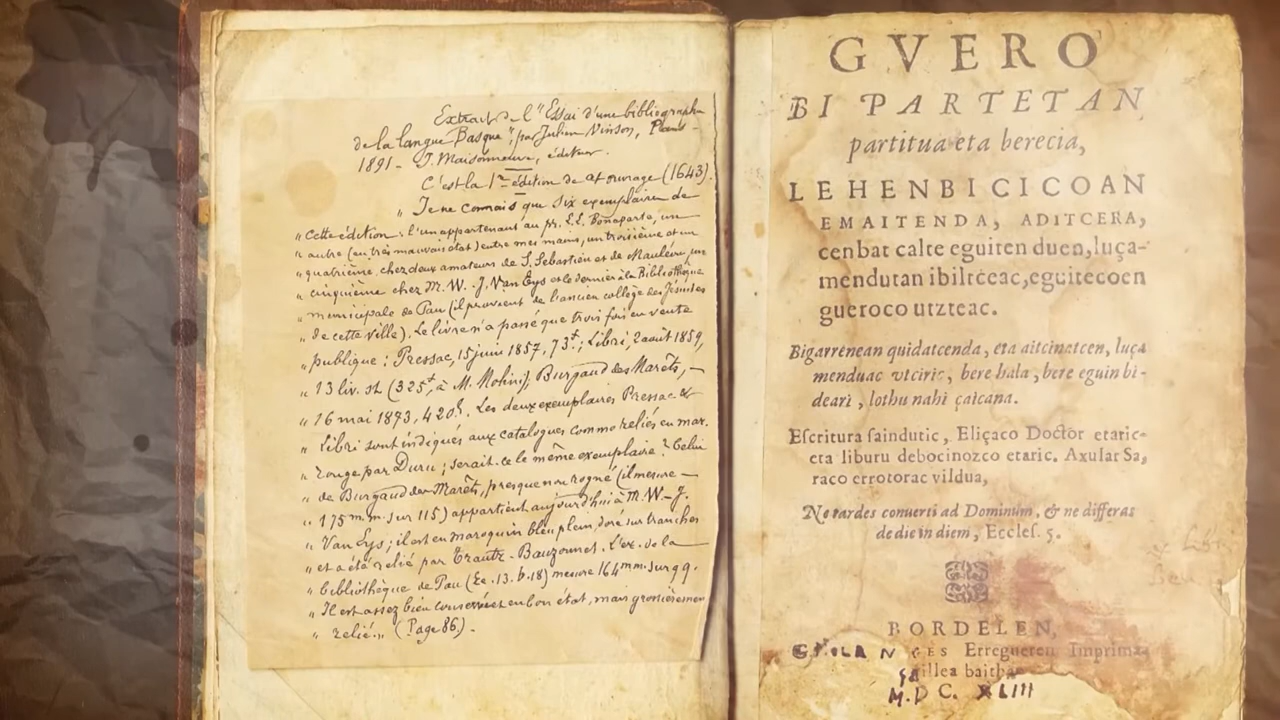 Extrait de l'"Essai d'une bibliographie
de la langue Basque", par Julien Vinson, Paris -
1891 - J. Maisonneuve, éditeur.
C'est la 1re édition de cet ouvrage (1643).
" Je ne connais que six exemplaires de
" cette édition : l'un appartenant au pr. L.L. Bonaparte, un
" autre (en très mauvais état) entre mes mains, un troisième et un
" quatrième, chez deux amateurs de S. Sébastien et de Mauléon, un
" cinquième chez M. W. J. Van Eys et le dernier à la Bibliothèque
" municipale de Pau (il provient de l'ancien collège des Jésuites
" de cette ville). Le livre n'a passé que trois fois en vente
" publique : Pressac, 15 juin 1857, 73f; Libri, 2 août 1859,
" 13 liv. st (325f, à M.); Burgaud des Marêts, -
" 16 mai 1873, 420f. Les deux exemplaires Pressac &
" Libri sont indiqués aux catalogues comme reliés en mar.
" rouge par Duru ; serait-ce le même exemplaire ? Celui
" de Burgaud des Marêts, presque non rogné (il mesure -
" 175 m.m. sur 115) appartient aujourd'hui à M. W. J.
" Van Eys ; il est en maroquin bleu plein, doré sur tranches
" et a été relié par Trautz-Bauzonnet. L'ex. de la
" bibliothèque de Pau (Ee. 13. b. 18) mesure 164mm. sur 99.
" Il est assez bien conservé et en bon état, mais grossièrement
" relié." (Page 86).
GVERO
BI PARTETAN
partitua eta berecia,
LEHENBICICOAN
EMAITENDA, ADITCERA,
cenbat calte eguiten duen, luça-
mendutan ibiltceac, eguitecoen
gueroco utzteac.
Bigarrenean quidatcenda, eta aitcinatcen, luça
menduac vtciric, bere hala, bere eguin bi-
deari, lothu nahi çaicana.
Escritura saindutic, Eliçaco Doctor etaric-
eta liburu debocinozco etaric. Axular Sa,
raco errotorac vildua,
Ne tardes conuerti ad Dominum, & ne differas
de die in diem, Eccles. 5.
BORDELEN,
GVILLA N GES Erregueren Imprima-
çaillea baithan
M.D C. XLIII